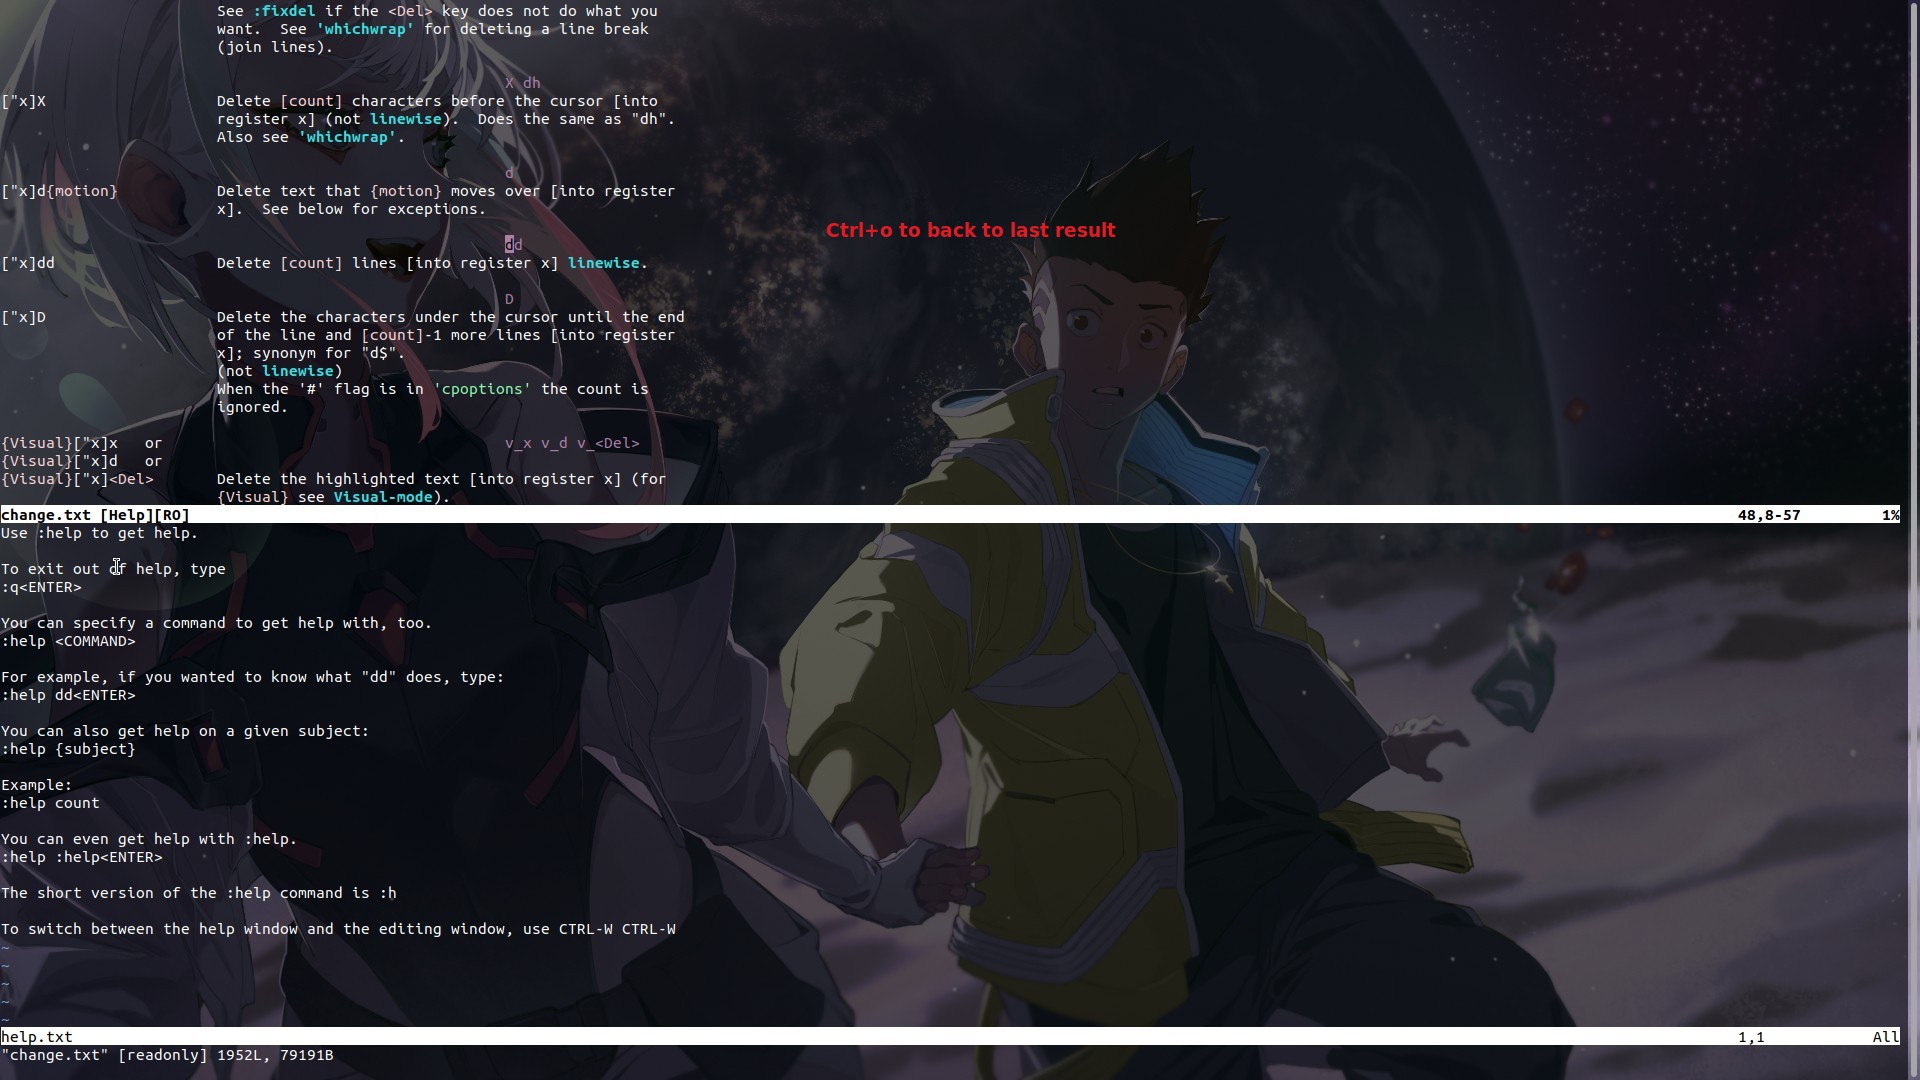 See :fixdel if the <Del> key does not do what you
want.  See 'whichwrap' for deleting a line break
(join lines).
X dh
["x]X Delete [count] characters before the cursor [into
register x] (not linewise).  Does the same as "dh".
Also see 'whichwrap'.
d
["x]d{motion} Delete text that {motion} moves over [into register
x].  See below for exceptions.
Ctrl+o to back to last result
dd
["x]dd Delete [count] lines [into register x] linewise.
D
["x]D Delete the characters under the cursor until the end
of the line and [count]-1 more lines [into register
x]; synonym for "d$".
(not linewise)
When the '#' flag is in 'cpoptions' the count is
ignored.
{Visual}["x]x   or v_x v_d v_<Del>
{Visual}["x]d   or
{Visual}["x]<Del> Delete the highlighted text [into register x] (for
{Visual} see Visual-mode).
change.txt [Help][RO] 48,8-57 1%
Use :help to get help.
To exit out of help, type
:q<ENTER>
You can specify a command to get help with, too.
:help <COMMAND>
For example, if you wanted to know what "dd" does, type:
:help dd<ENTER>
You can also get help on a given subject:
:help {subject}
Example:
:help count
You can even get help with :help.
:help :help<ENTER>
The short version of the :help command is :h
To switch between the help window and the editing window, use CTRL-W CTRL-W
~
~
~
~
~
help.txt 1,1 All
"change.txt" [readonly] 1952L, 79191B